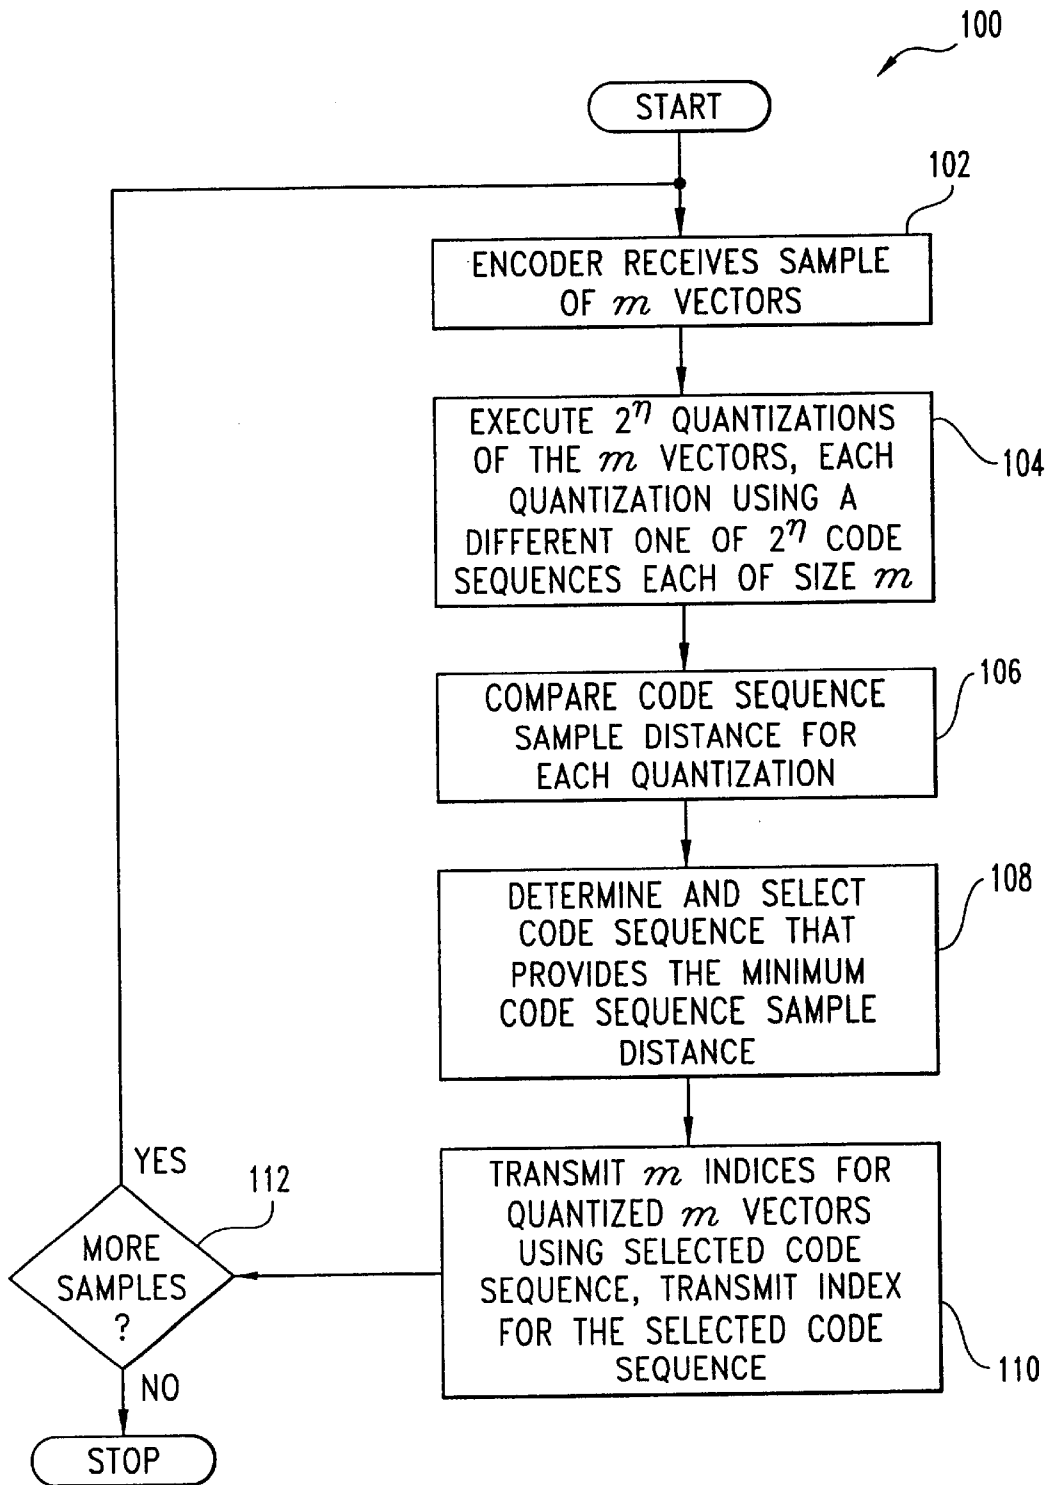 100
START
102
ENCODER RECEIVES SAMPLE
OF m VECTORS
EXECUTE 2^η QUANTIZATIONS
OF THE m VECTORS, EACH
QUANTIZATION USING A
DIFFERENT ONE OF 2^η CODE
SEQUENCES EACH OF SIZE m
104
COMPARE CODE SEQUENCE
SAMPLE DISTANCE FOR
EACH QUANTIZATION
106
DETERMINE AND SELECT
CODE SEQUENCE THAT
PROVIDES THE MINIMUM
CODE SEQUENCE SAMPLE
DISTANCE
108
TRANSMIT m INDICES FOR
QUANTIZED m VECTORS
USING SELECTED CODE
SEQUENCE, TRANSMIT INDEX
FOR THE SELECTED CODE
SEQUENCE
110
YES
112
MORE
SAMPLES
?
NO
STOP